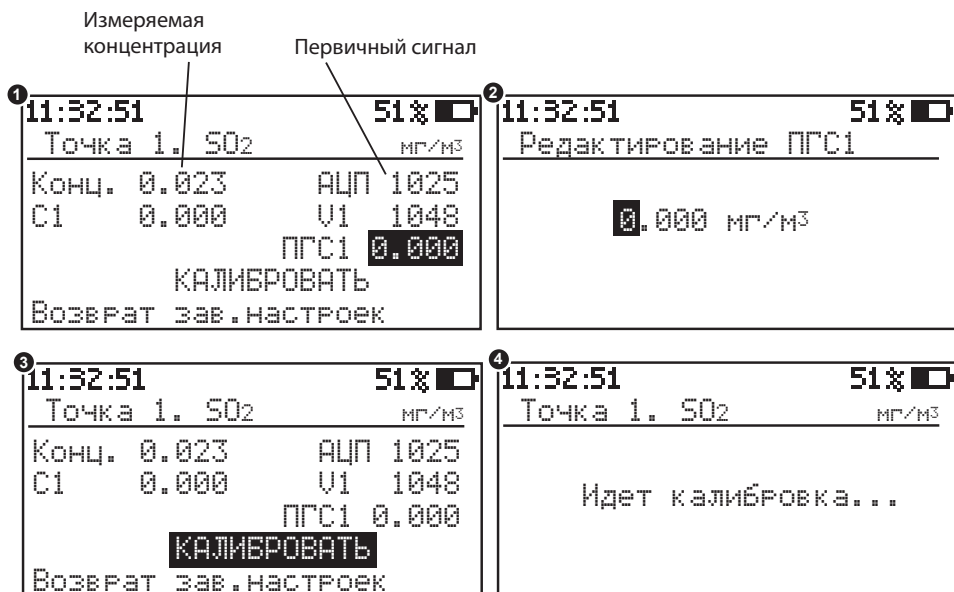 Измеряемая
концентрация
Первичный сигнал
1
11:32:51 51%
Точка 1. SO2 мг/м3
Конц. 0.023 АЦП 1025
C1 0.000 V1 1048
ПГС1 0.000
КАЛИБРОВАТЬ
Возврат зав.настроек
2
11:32:51 51%
Редактирование ПГС1
0.000 мг/м3
3
11:32:51 51%
Точка 1. SO2 мг/м3
Конц. 0.023 АЦП 1025
C1 0.000 V1 1048
ПГС1 0.000
КАЛИБРОВАТЬ
Возврат зав.настроек
4
11:32:51 51%
Точка 1. SO2 мг/м3
Идет калибровка...